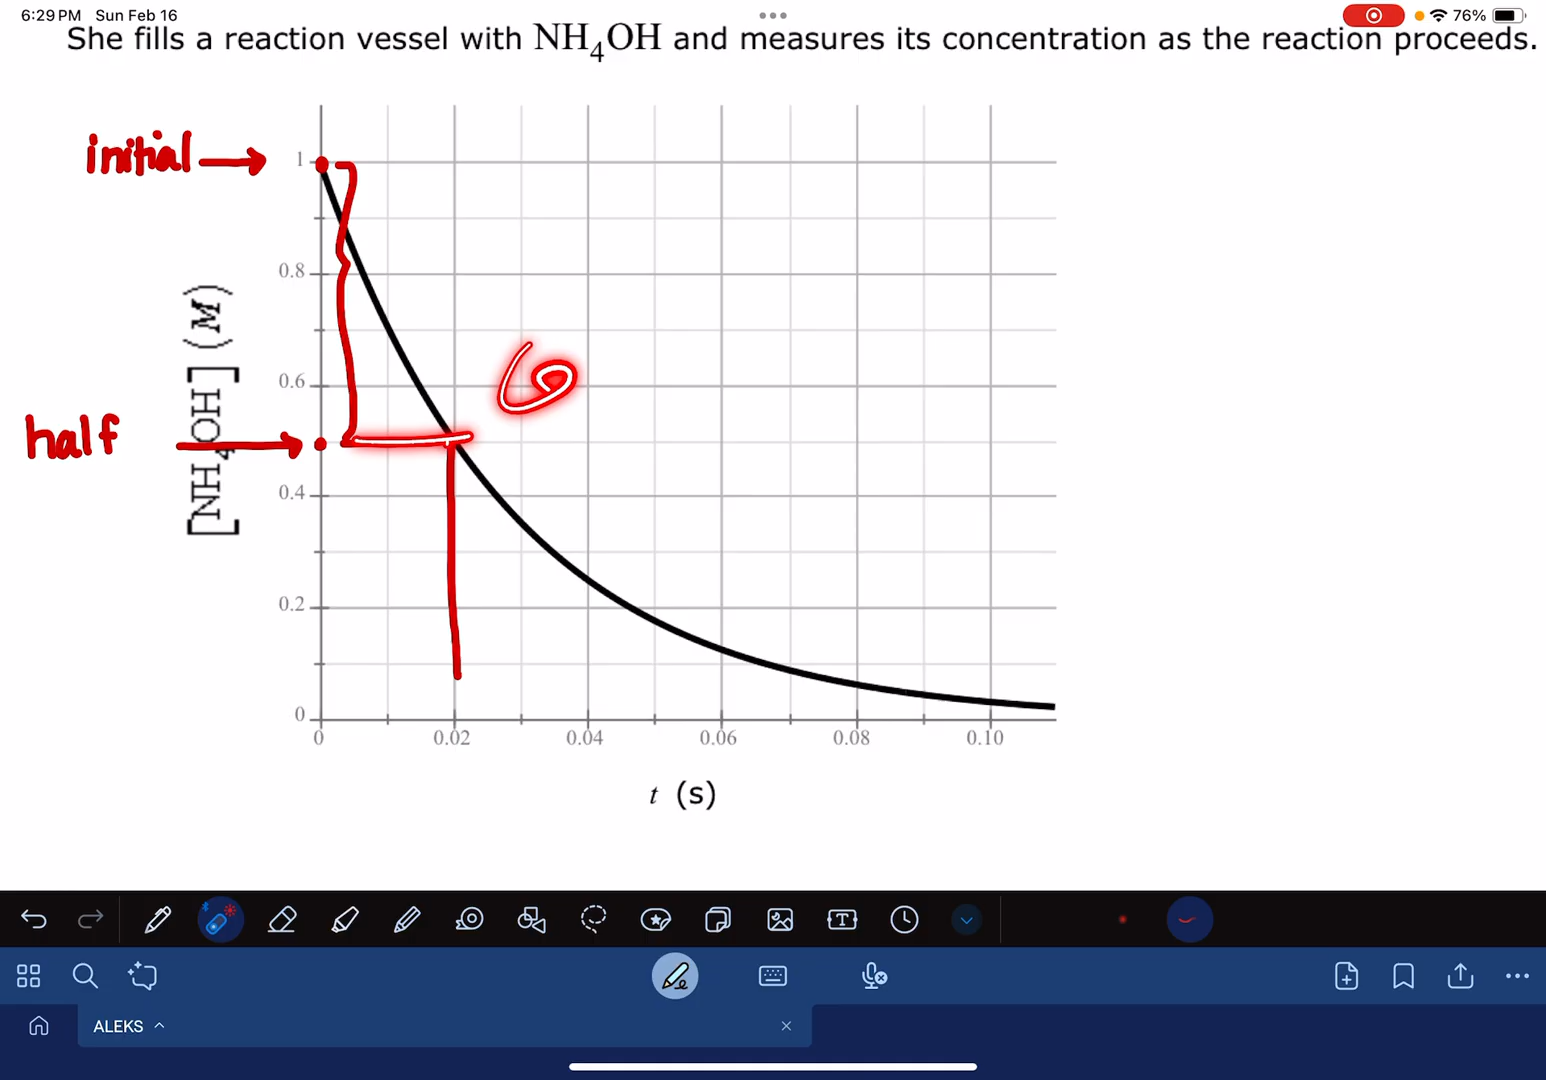 6:29 PM Sun Feb 16
76%
She fills a reaction vessel with NH₄OH and measures its concentration as the reaction proceeds.
initial
half
[NH₄OH] (M)
1
0.8
0.6
0.4
0.2
0
0 0.02 0.04 0.06 0.08 0.10
t (s)
T
ALEKS